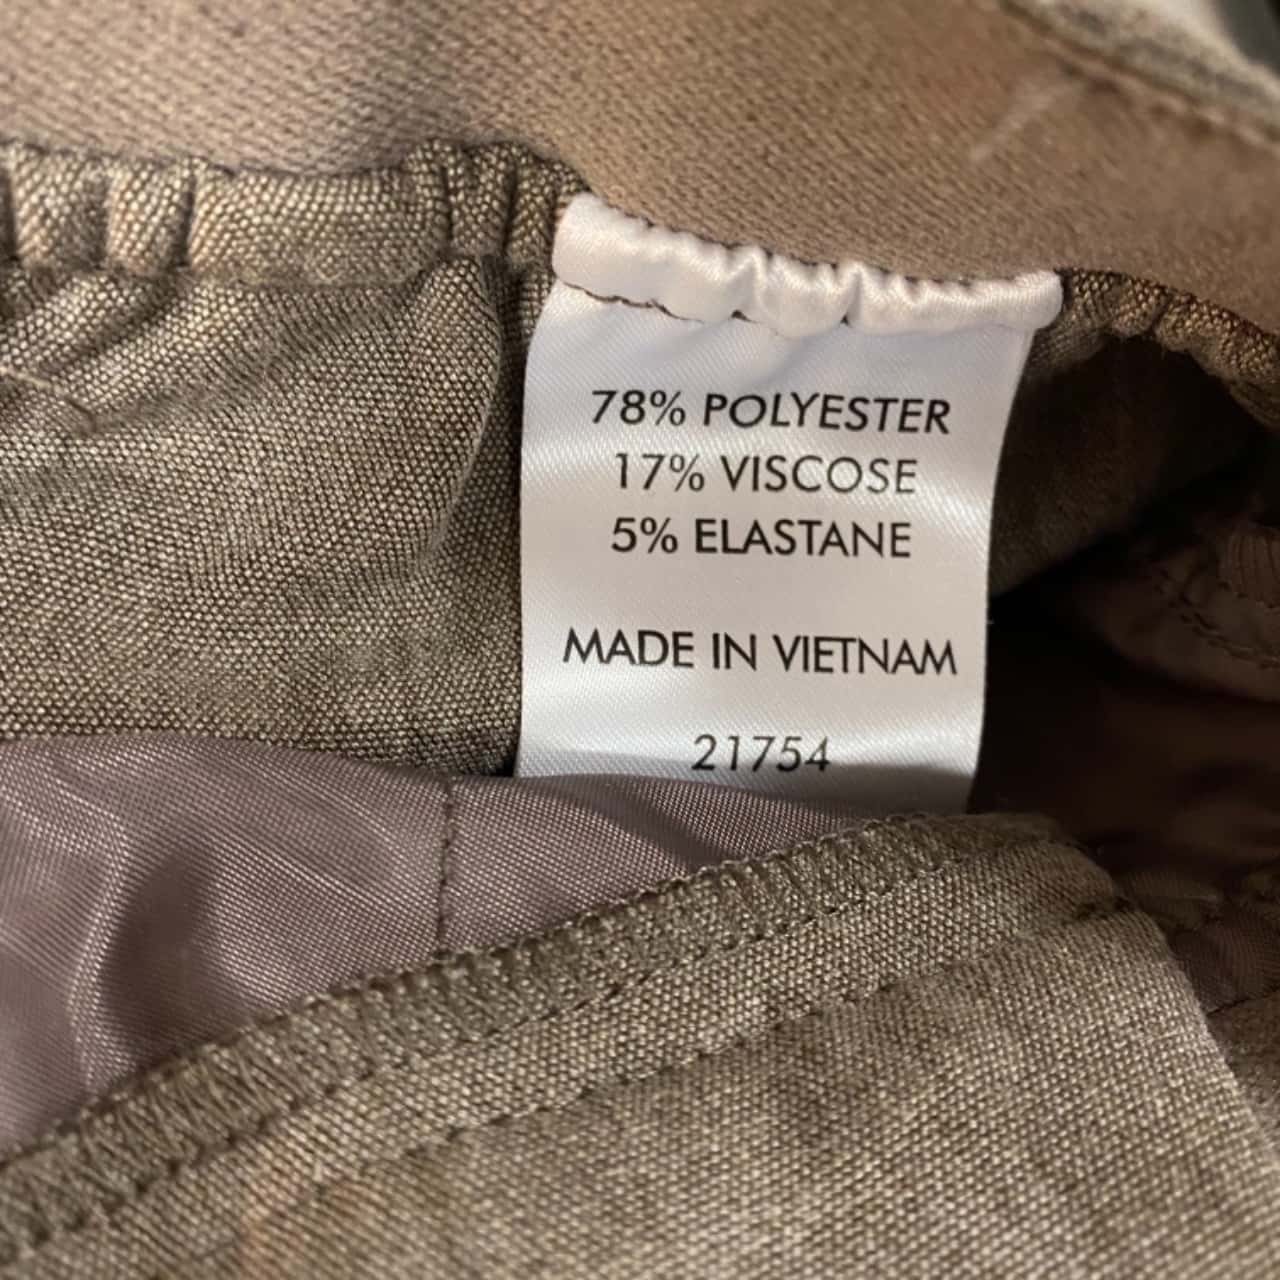 78% POLYESTER
17% VISCOSE
5% ELASTANE
MADE IN VIETNAM
21754